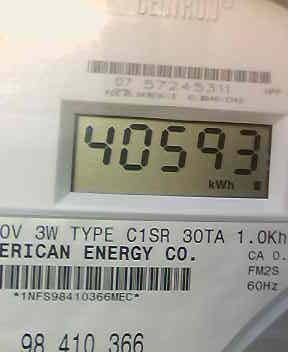 CENTRON®
07 57245311
40593
kWh
0V 3W TYPE C1SR 30TA 1.0Kh
ERICAN ENERGY CO.
CA 0.
FM2S
60Hz
*1NFS98410366MEC*
98 410 366